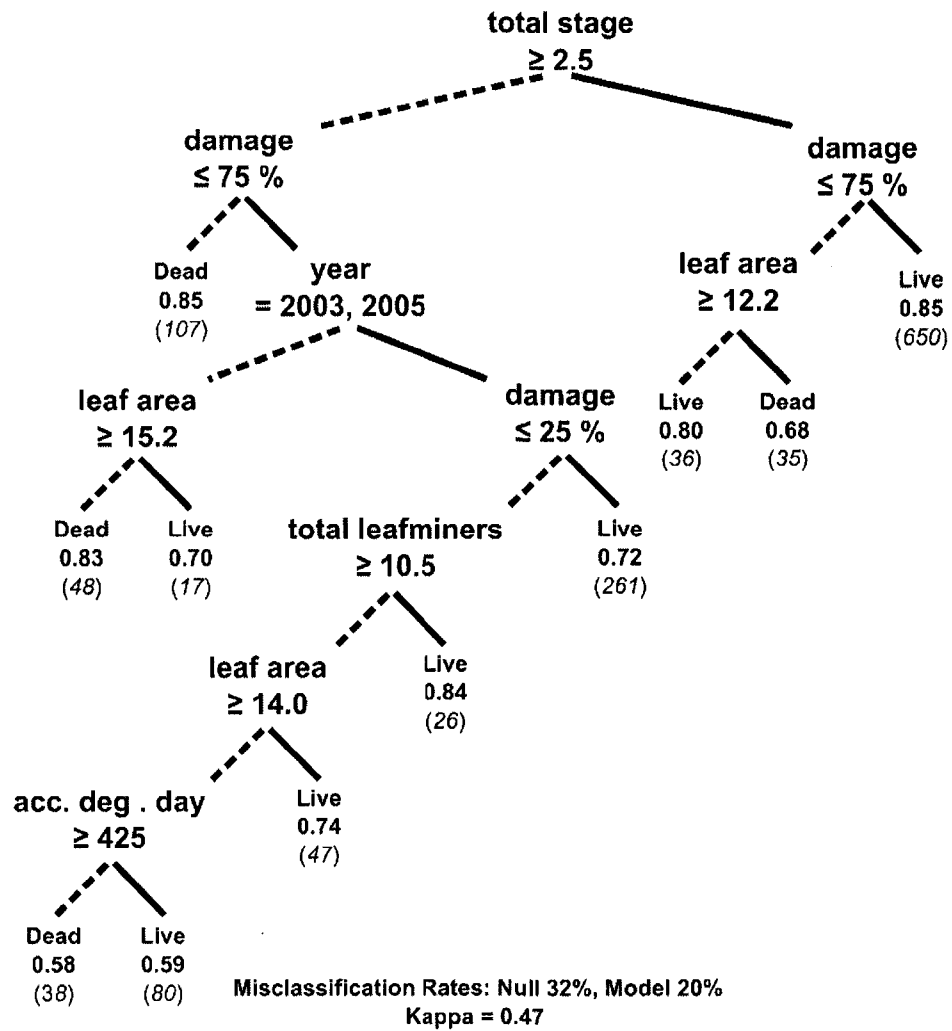 total stage
≥ 2.5
damage
≤ 75 %
damage
≤ 75 %
Dead
0.85
(107)
year
= 2003, 2005
leaf area
≥ 12.2
Live
0.85
(650)
leaf area
≥ 15.2
damage
≤ 25 %
Live
0.80
(36)
Dead
0.68
(35)
Dead
0.83
(48)
Live
0.70
(17)
total leafminers
≥ 10.5
Live
0.72
(261)
leaf area
≥ 14.0
Live
0.84
(26)
acc. deg . day
≥ 425
Live
0.74
(47)
Dead
0.58
(38)
Live
0.59
(80)
Misclassification Rates: Null 32%, Model 20%
Kappa = 0.47